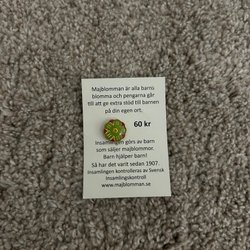 Majblomman är alla barns
blomma och pengarna går
till att ge extra stöd till barnen
på din egen ort.
60 kr
Insamlingen görs av barn
som säljer majblommor.
Barn hjälper barn!
Så har det varit sedan 1907.
Insamlingen kontrolleras av Svensk
Insamlingskontroll
www.majblomman.se